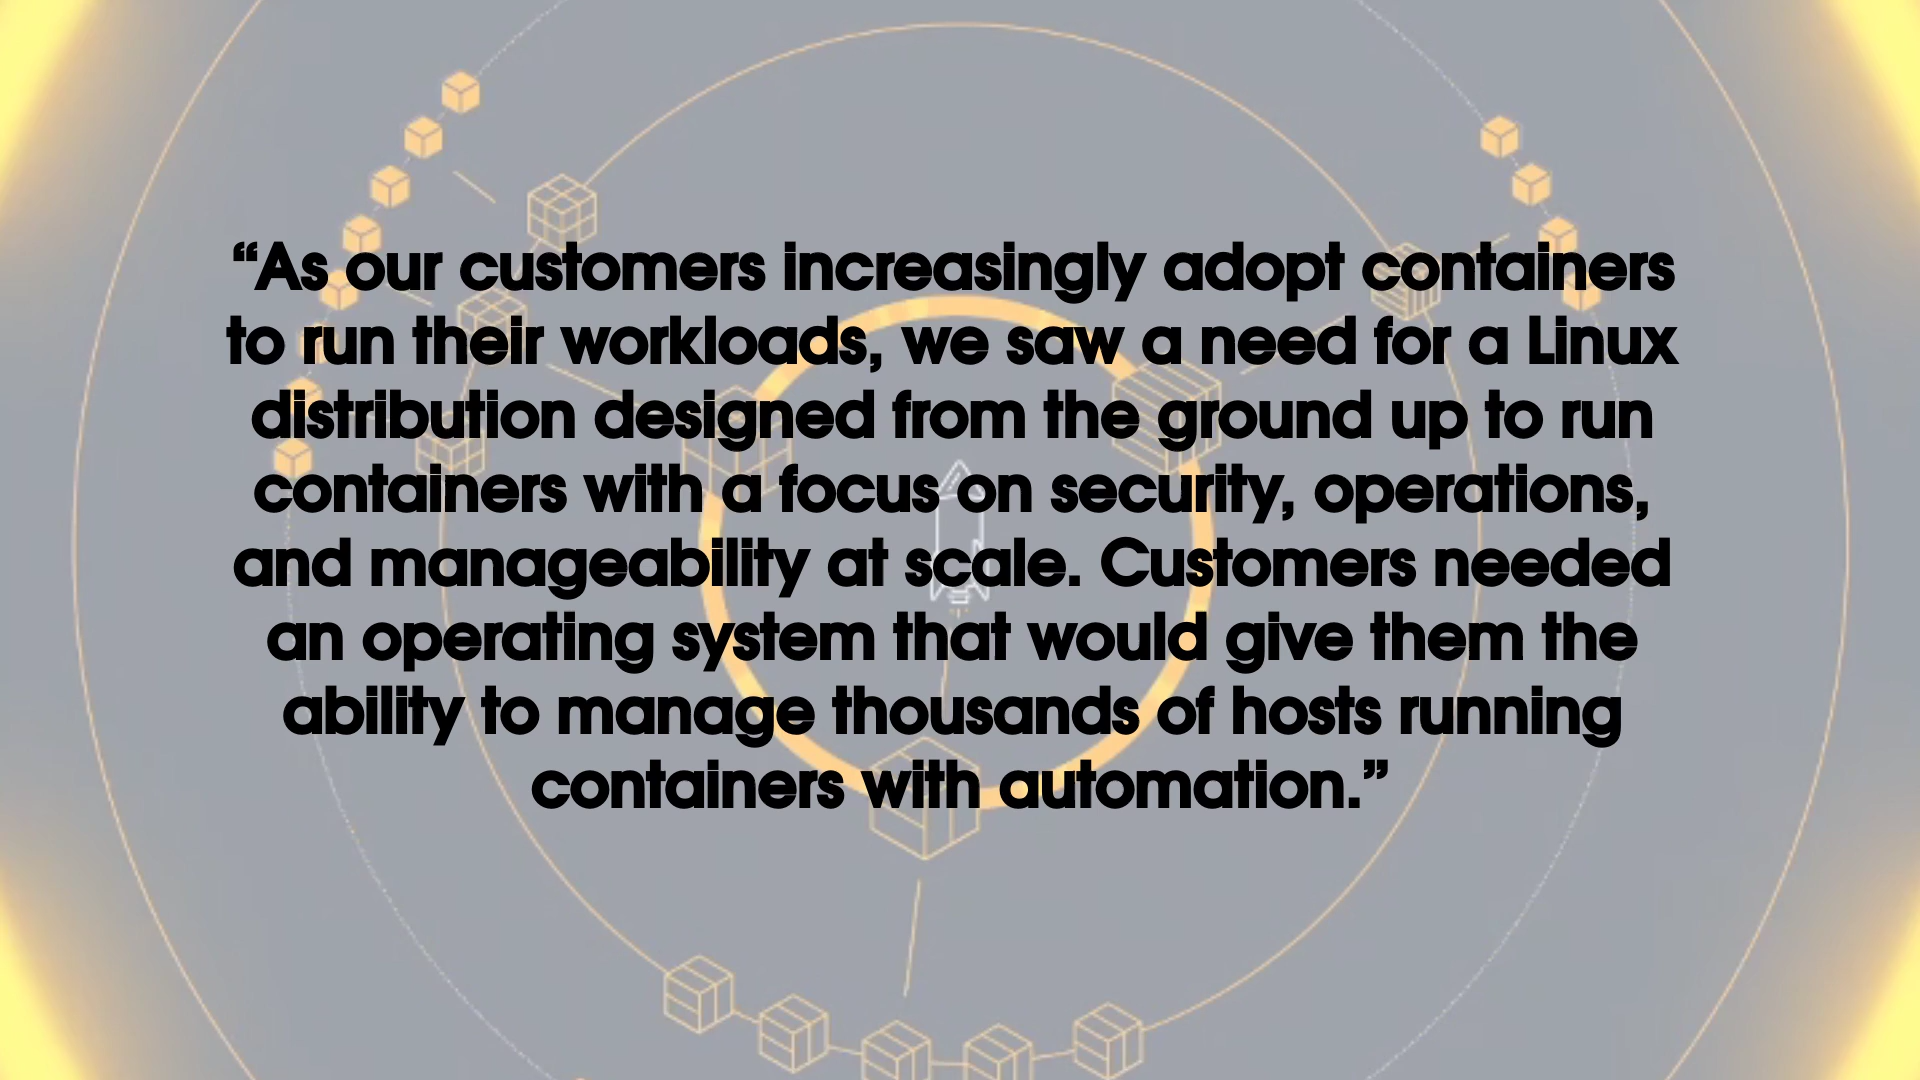 “As our customers increasingly adopt containers
to run their workloads, we saw a need for a Linux
distribution designed from the ground up to run
containers with a focus on security, operations,
and manageability at scale. Customers needed
an operating system that would give them the
ability to manage thousands of hosts running
containers with automation.”